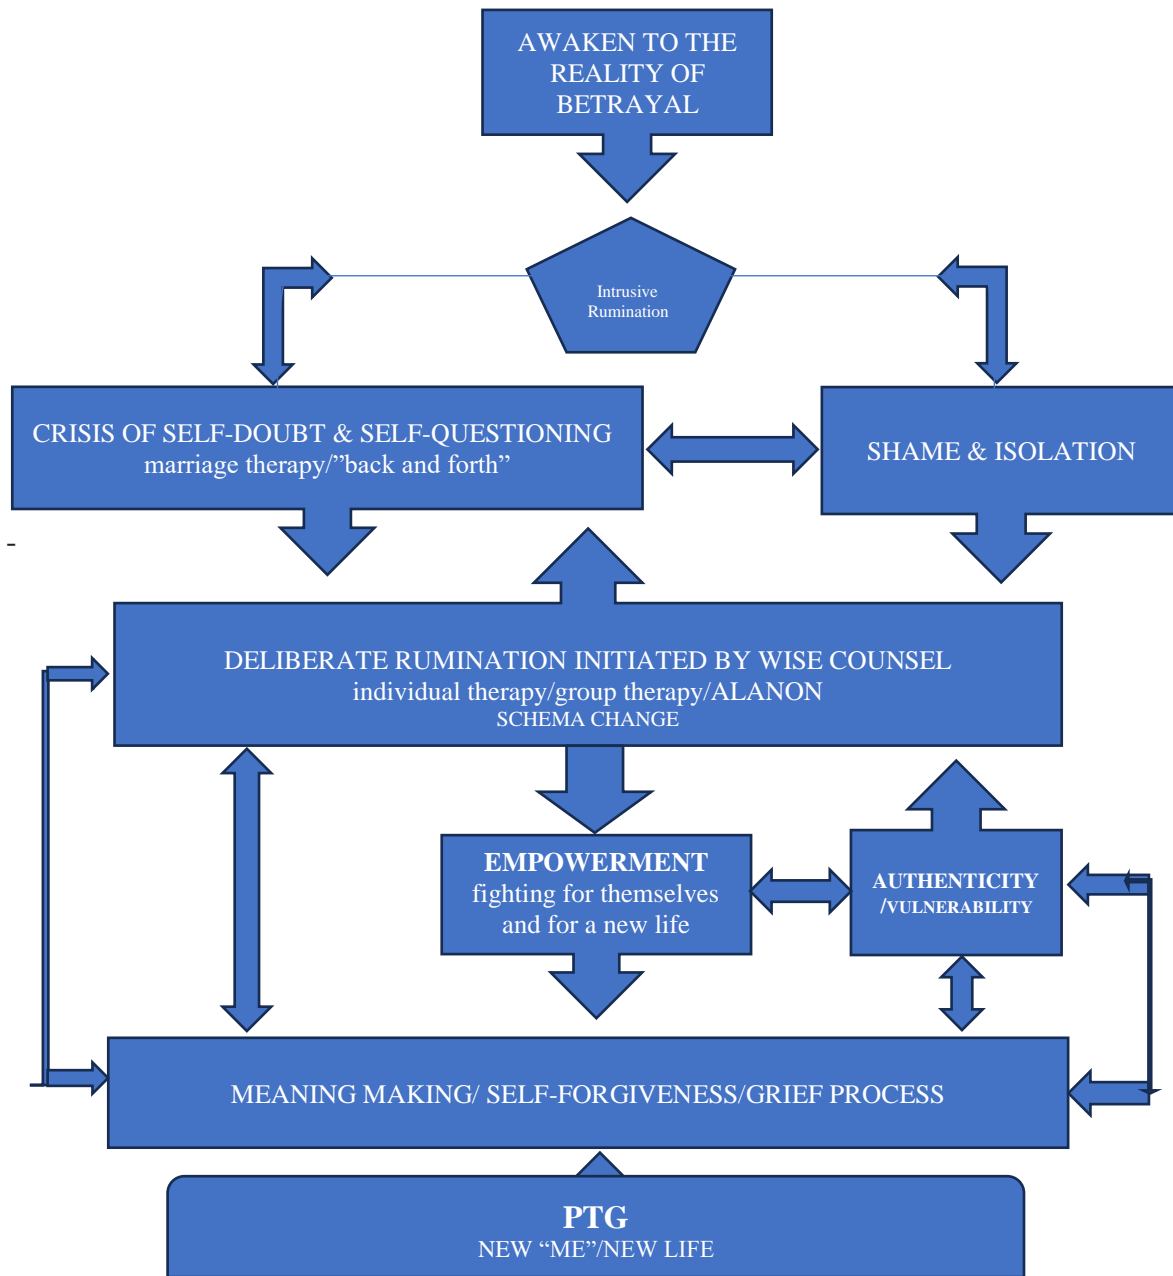 AWAKEN TO THE
REALITY OF
BETRAYAL
Intrusive
Rumination
CRISIS OF SELF-DOUBT & SELF-QUESTIONING
marriage therapy/”back and forth”
SHAME & ISOLATION
-
DELIBERATE RUMINATION INITIATED BY WISE COUNSEL
individual therapy/group therapy/ALANON
SCHEMA CHANGE
EMPOWERMENT
fighting for themselves
and for a new life
AUTHENTICITY
/VULNERABILITY
MEANING MAKING/ SELF-FORGIVENESS/GRIEF PROCESS
PTG
NEW “ME”/NEW LIFE